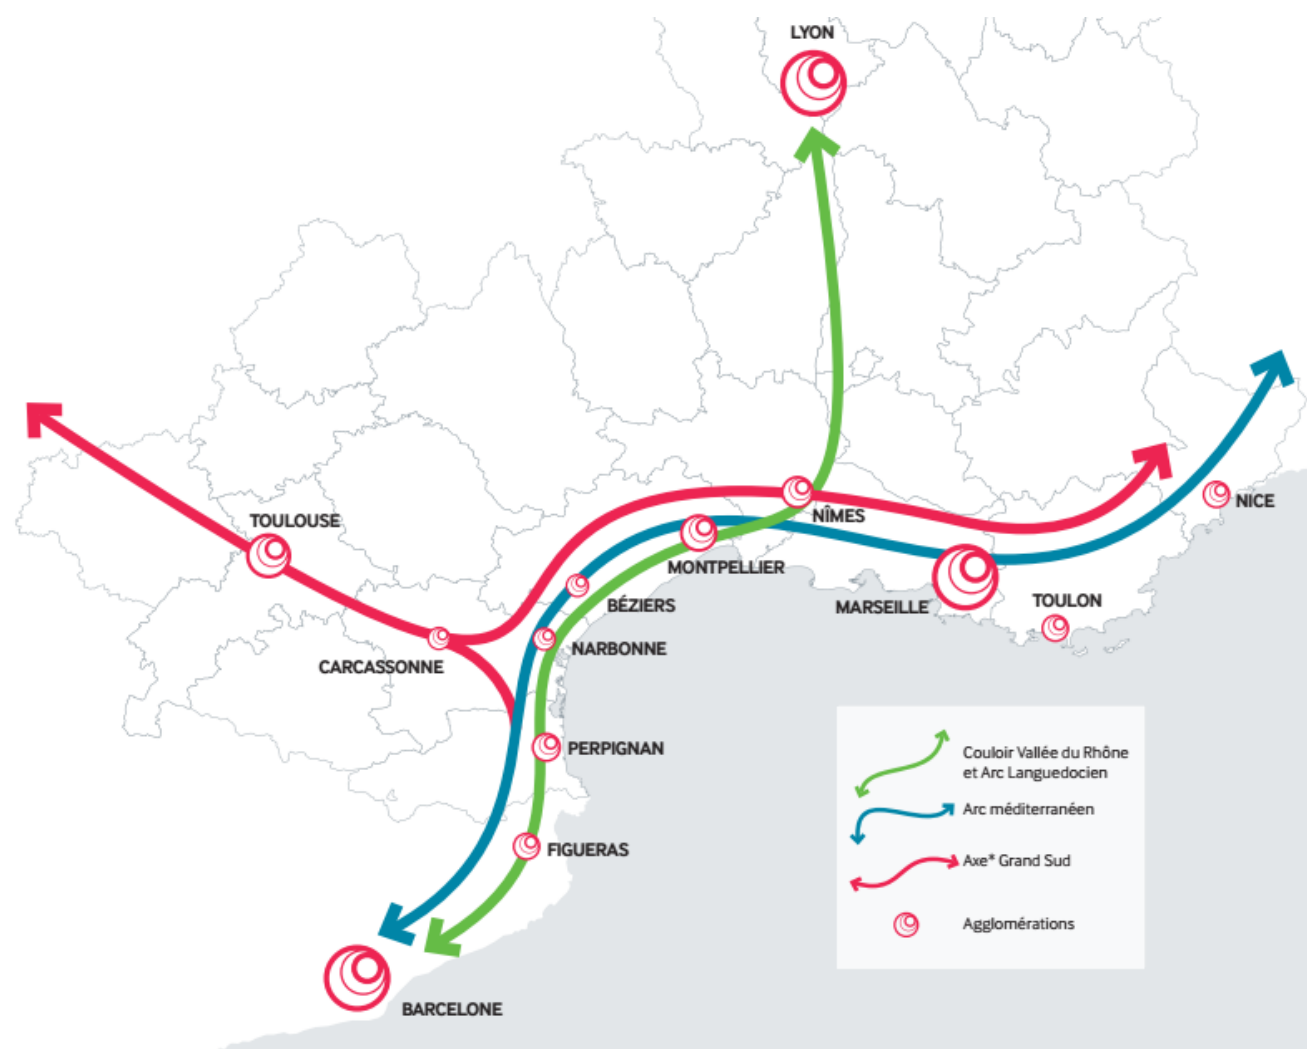 LYON
TOULOUSE
NICE
NÎMES
MONTPELLIER
BÉZIERS
MARSEILLE
TOULON
NARBONNE
CARCASSONNE
PERPIGNAN
FIGUERAS
BARCELONE
Couloir Vallée du Rhône
et Arc Languedocien
Arc méditerranéen
Axe* Grand Sud
Agglomérations